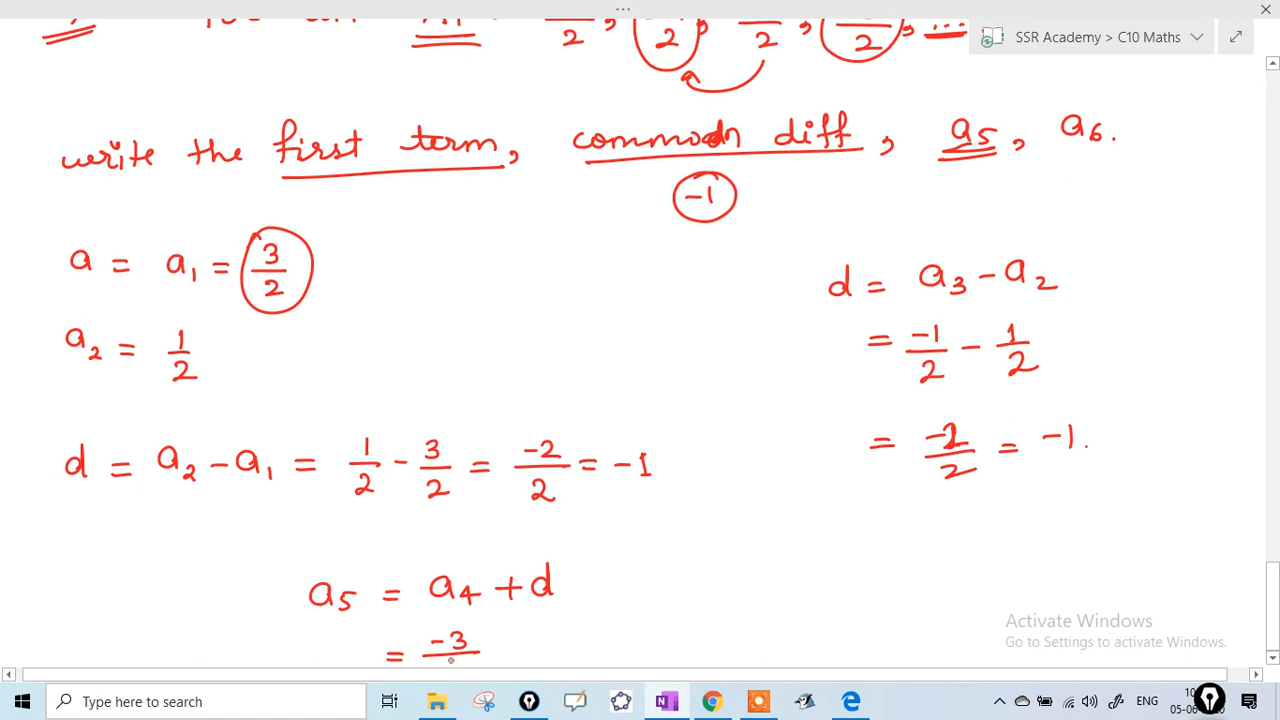 SSR Academy > C10 Maths
write the first term, common diff, a5, a6.
-1
a = a1 = 3/2
a2 = 1/2
d = a2 - a1 = 1/2 - 3/2 = -2/2 = -1
d = a3 - a2
= -1/2 - 1/2
= -2/2 = -1.
a5 = a4 + d
= -3
Activate Windows
Go to Settings to activate Windows.
Type here to search
ENG